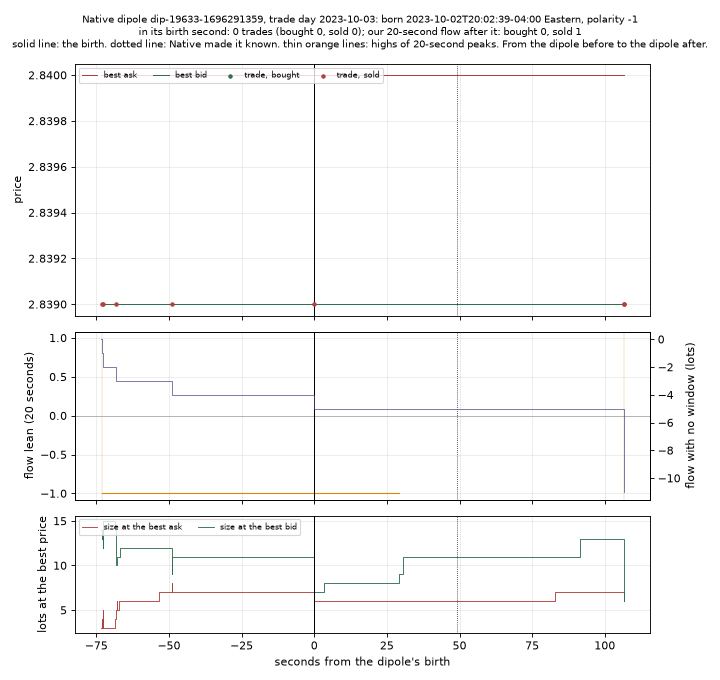 Native dipole dip-19633-1696291359, trade day 2023-10-03: born 2023-10-02T20:02:39-04:00 Eastern, polarity -1
in its birth second: 0 trades (bought 0, sold 0); our 20-second flow after it: bought 0, sold 1
solid line: the birth. dotted line: Native made it known. thin orange lines: highs of 20-second peaks. From the dipole before to the dipole after.
best ask
best bid
trade, bought
trade, sold
2.8400
2.8398
2.8396
2.8394
2.8392
2.8390
price
1.0
0.5
0.0
−0.5
−1.0
flow lean (20 seconds)
0
−2
−4
−6
−8
−10
flow with no window (lots)
size at the best ask
size at the best bid
15
10
5
lots at the best price
−75
−50
−25
0
25
50
75
100
seconds from the dipole's birth